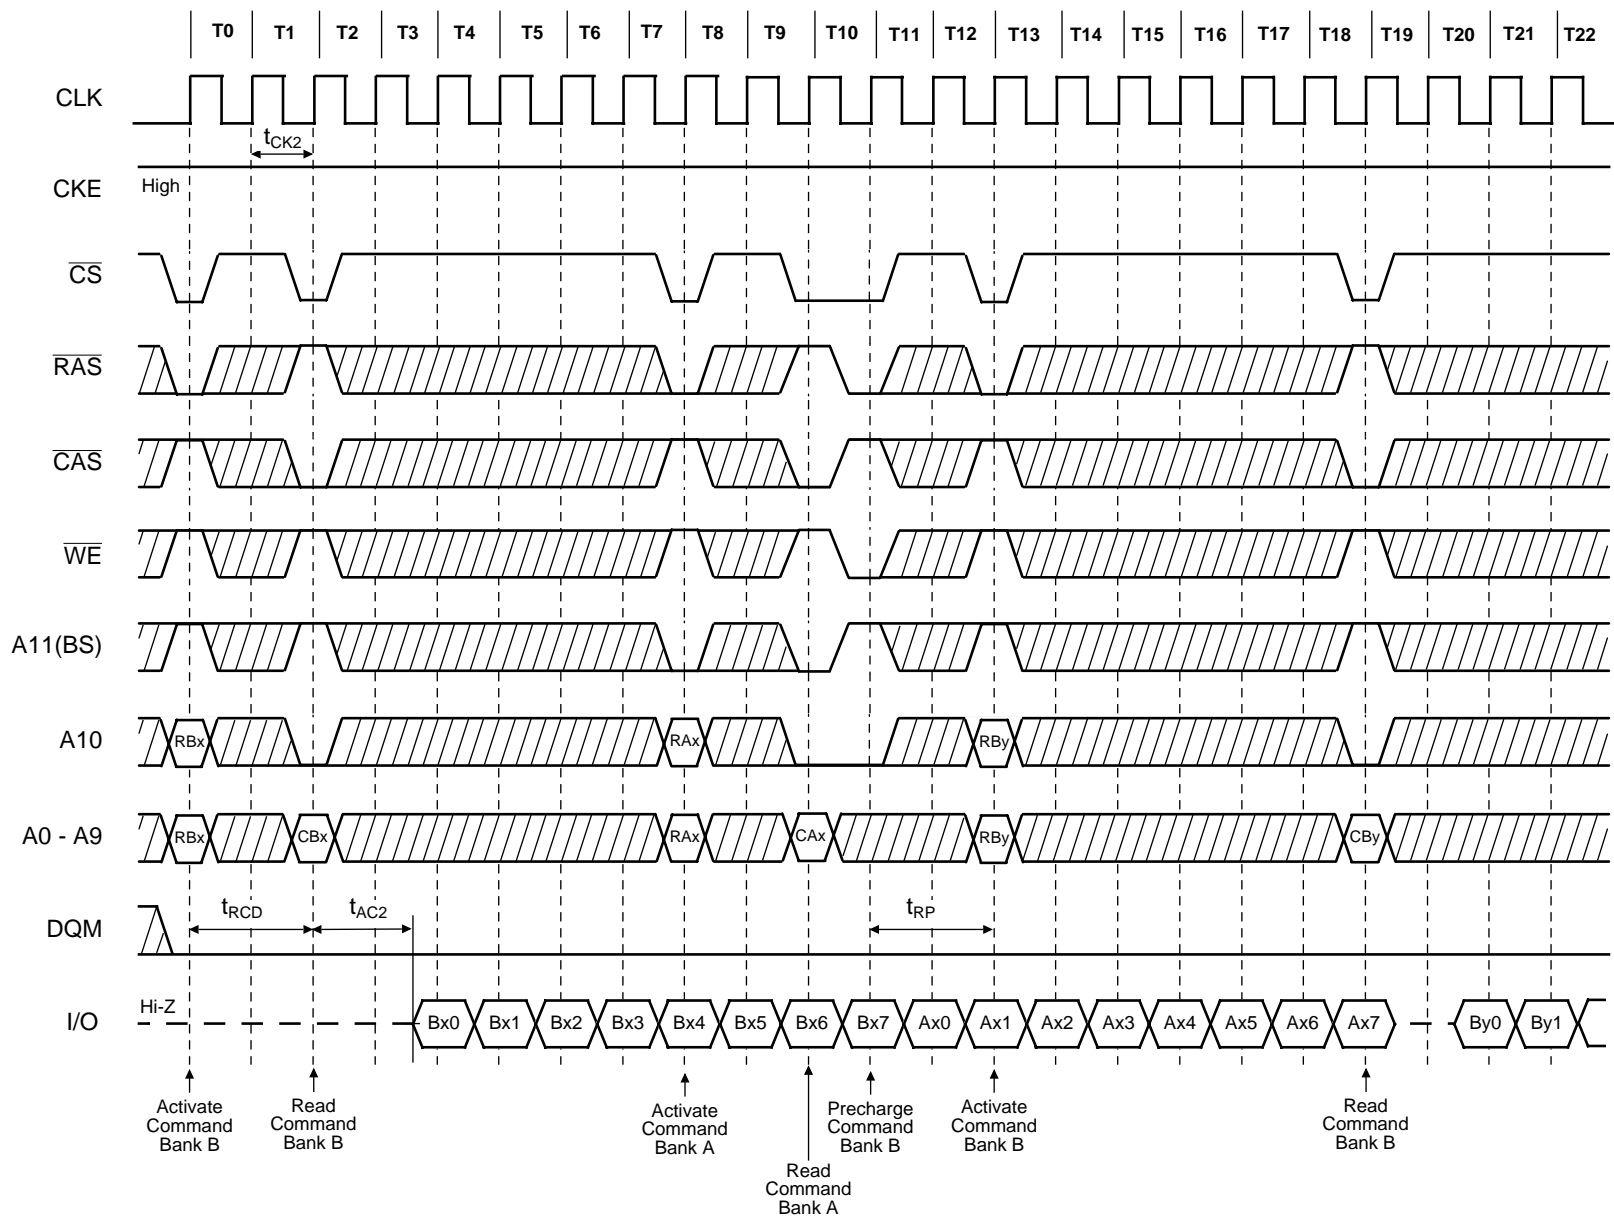 T0 T1 T2 T3 T4 T5 T6 T7 T8 T9 T10 T11 T12 T13 T14 T15 T16 T17 T18 T19 T20 T21 T22
CLK
tCK2
CKE High
CS
RAS
CAS
WE
A11(BS)
A10 RBx RAx RBy
A0 - A9 RBx CBx RAx CAx RBy CBy
DQM tRCD tAC2 tRP
I/O Hi-Z Bx0 Bx1 Bx2 Bx3 Bx4 Bx5 Bx6 Bx7 Ax0 Ax1 Ax2 Ax3 Ax4 Ax5 Ax6 Ax7 By0 By1
Activate
Command
Bank B
Read
Command
Bank B
Activate
Command
Bank A
Read
Command
Bank A
Precharge
Command
Bank B
Activate
Command
Bank B
Read
Command
Bank B